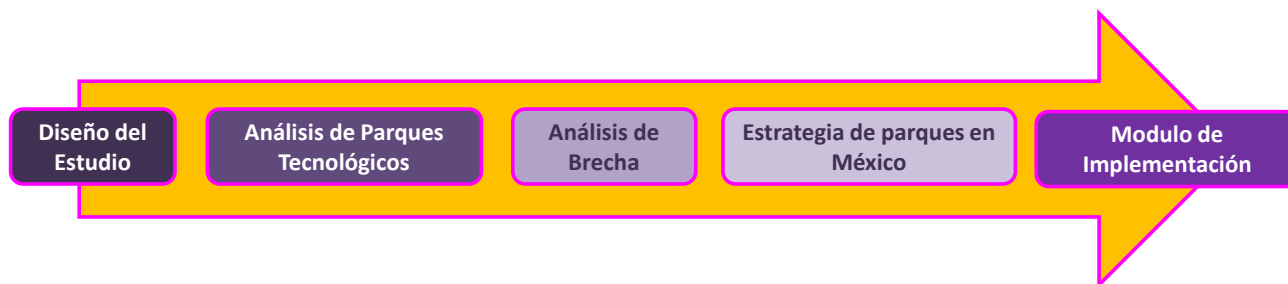 Diseño del
Estudio
Análisis de Parques
Tecnológicos
Análisis de
Brecha
Estrategia de parques en
México
Modulo de
Implementación